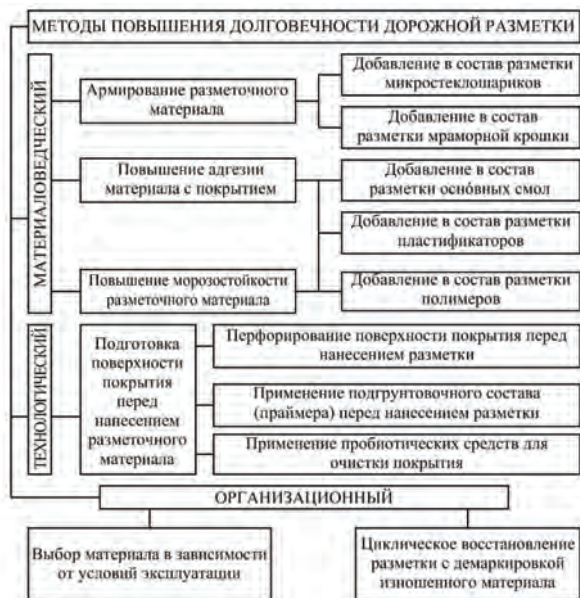 МЕТОДЫ ПОВЫШЕНИЯ ДОЛГОВЕЧНОСТИ ДОРОЖНОЙ РАЗМЕТКИ
МАТЕРИАЛОВЕДЧЕСКИЙ
Армирование разметочного
материала
Добавление в состав разметки
микростеклошариков
Добавление в состав
разметки мраморной крошки
Повышение адгезии
материала с покрытием
Добавление в состав
разметки осно́вных смол
Добавление в состав разметки
пластификаторов
Повышение морозостойкости
разметочного материала
Добавление в состав разметки
полимеров
ТЕХНОЛОГИЧЕСКИЙ
Подготовка
поверхности
покрытия
перед
нанесением
разметочного
материала
Перфорирование поверхности покрытия перед
нанесением разметки
Применение подгрунтовочного состава
(праймера) перед нанесением разметки
Применение пробиотических средств для
очистки покрытия
ОРГАНИЗАЦИОННЫЙ
Выбор материала в зависимости
от условий эксплуатации
Циклическое восстановление
разметки с демаркировкой
изношенного материала